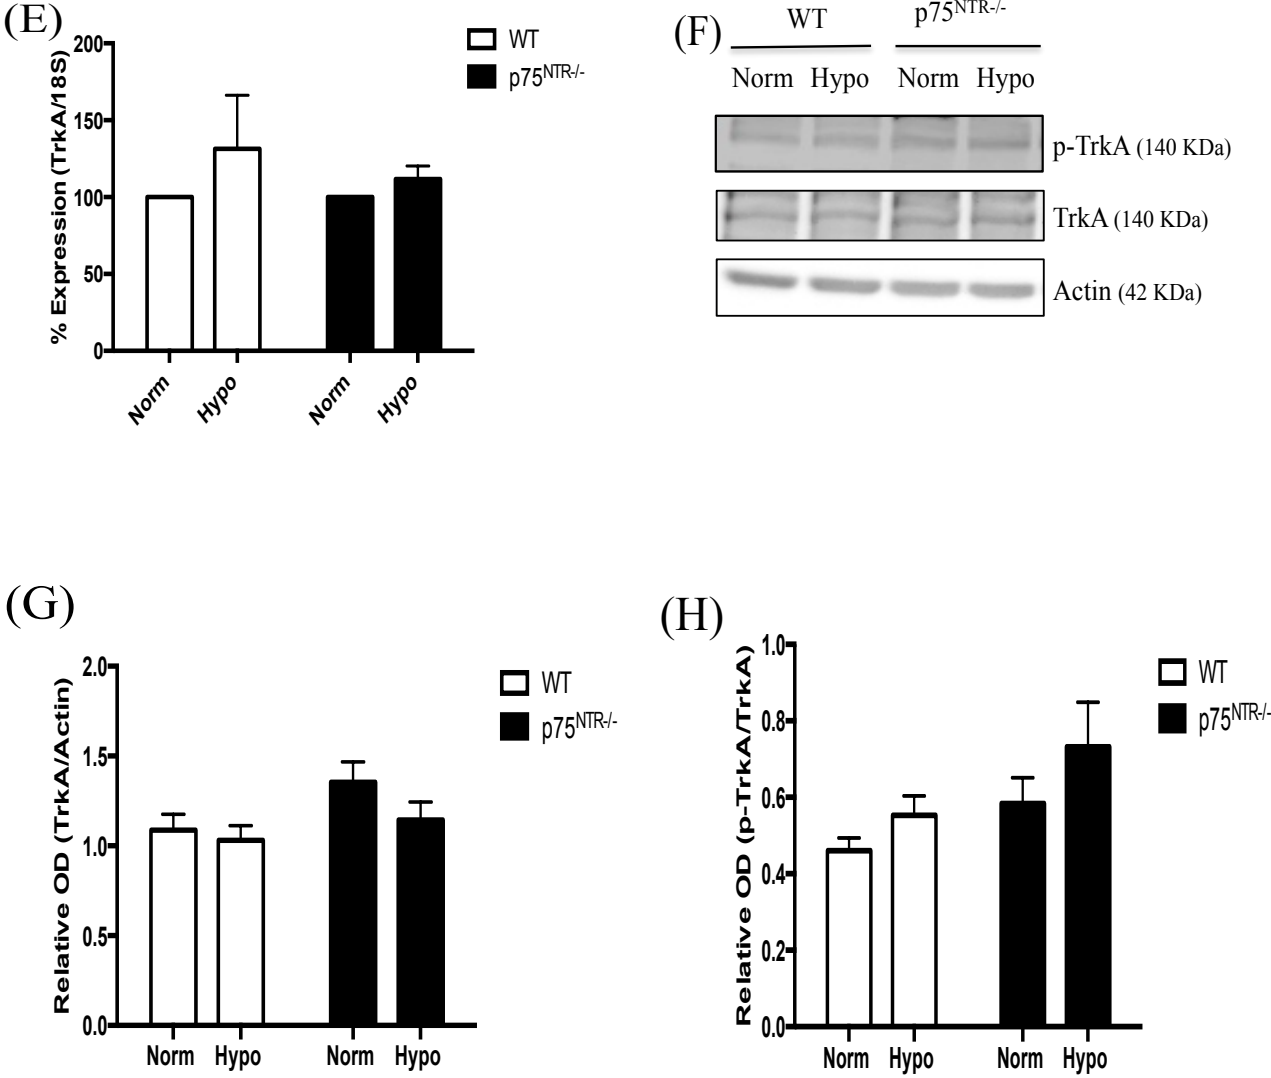 (E)
% Expression (TrkA/18S)
200
150
100
50
0
Norm Hypo Norm Hypo
WT
p75NTR-/-
(F)
WT p75NTR-/-
Norm Hypo Norm Hypo
p-TrkA (140 KDa)
TrkA (140 KDa)
Actin (42 KDa)
(G)
Relative OD (TrkA/Actin)
2.0
1.5
1.0
0.5
0.0
Norm Hypo Norm Hypo
WT
p75NTR-/-
(H)
Relative OD (p-TrkA/TrkA)
1.0
0.8
0.6
0.4
0.2
0.0
Norm Hypo Norm Hypo
WT
p75NTR-/-